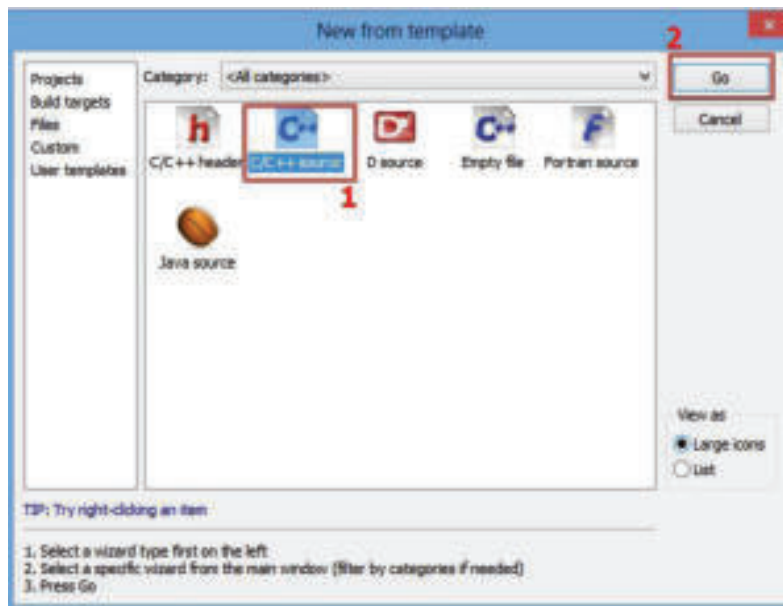 New from template
2
Projects
Build targets
Files
Custom
User templates
Category: <All categories>
Go
Cancel
h
C/C++ header
C++
C/C++ source
D
D source
C++
Empty file
F
Fortran source
1
Java source
View as
Large icons
List
TIP: Try right-clicking an item
1. Select a wizard type first on the left
2. Select a specific wizard from the main window (filter by categories if needed)
3. Press Go